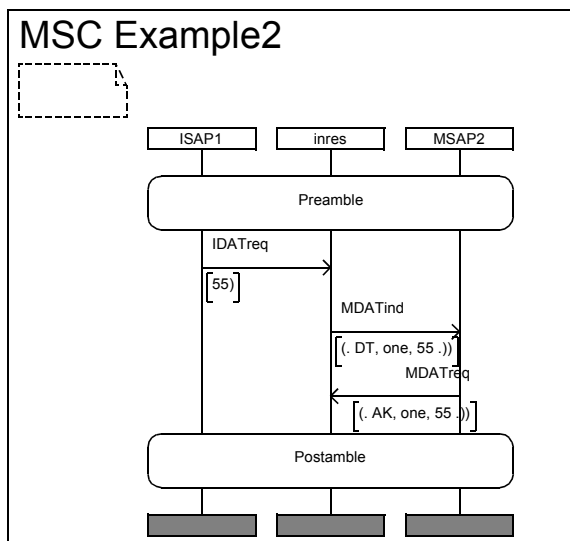 MSC Example2
ISAP1 inres MSAP2
Preamble
IDATreq
55)
MDATind
(. DT, one, 55 .))
MDATreq
(. AK, one, 55 .))
Postamble